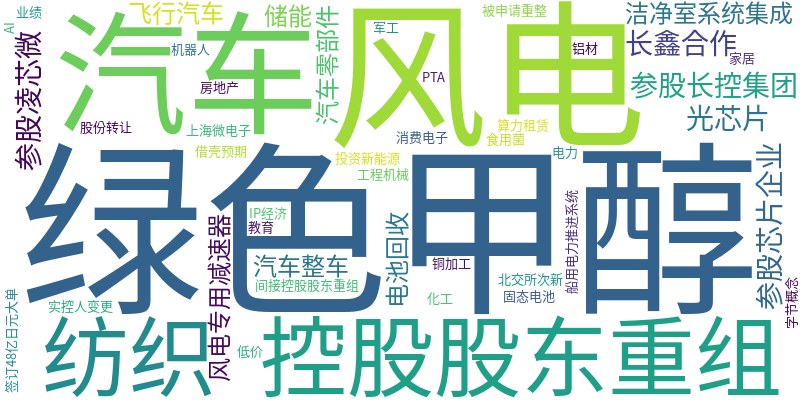 飞行汽车
储能
被申请重整
洁净室系统集成
AI
业绩
汽车
风电
汽车零部件
军工
长鑫合作
参股凌芯微
机器人
铝材
家居
房地产
PTA
参股长控集团
股份转让
上海微电子
消费电子
算力租赁
食用菌
光芯片
借壳预期
投资新能源
电力
工程机械
绿色甲醇
参股芯片企业
IP经济
教育
风电专用减速器
电池回收
船用电力推进系统
汽车整车
铜加工
北交所次新
间接控股股东重组
固态电池
化工
字节概念
签订48亿日元大单
实控人变更
纺织
控股股东重组
低价